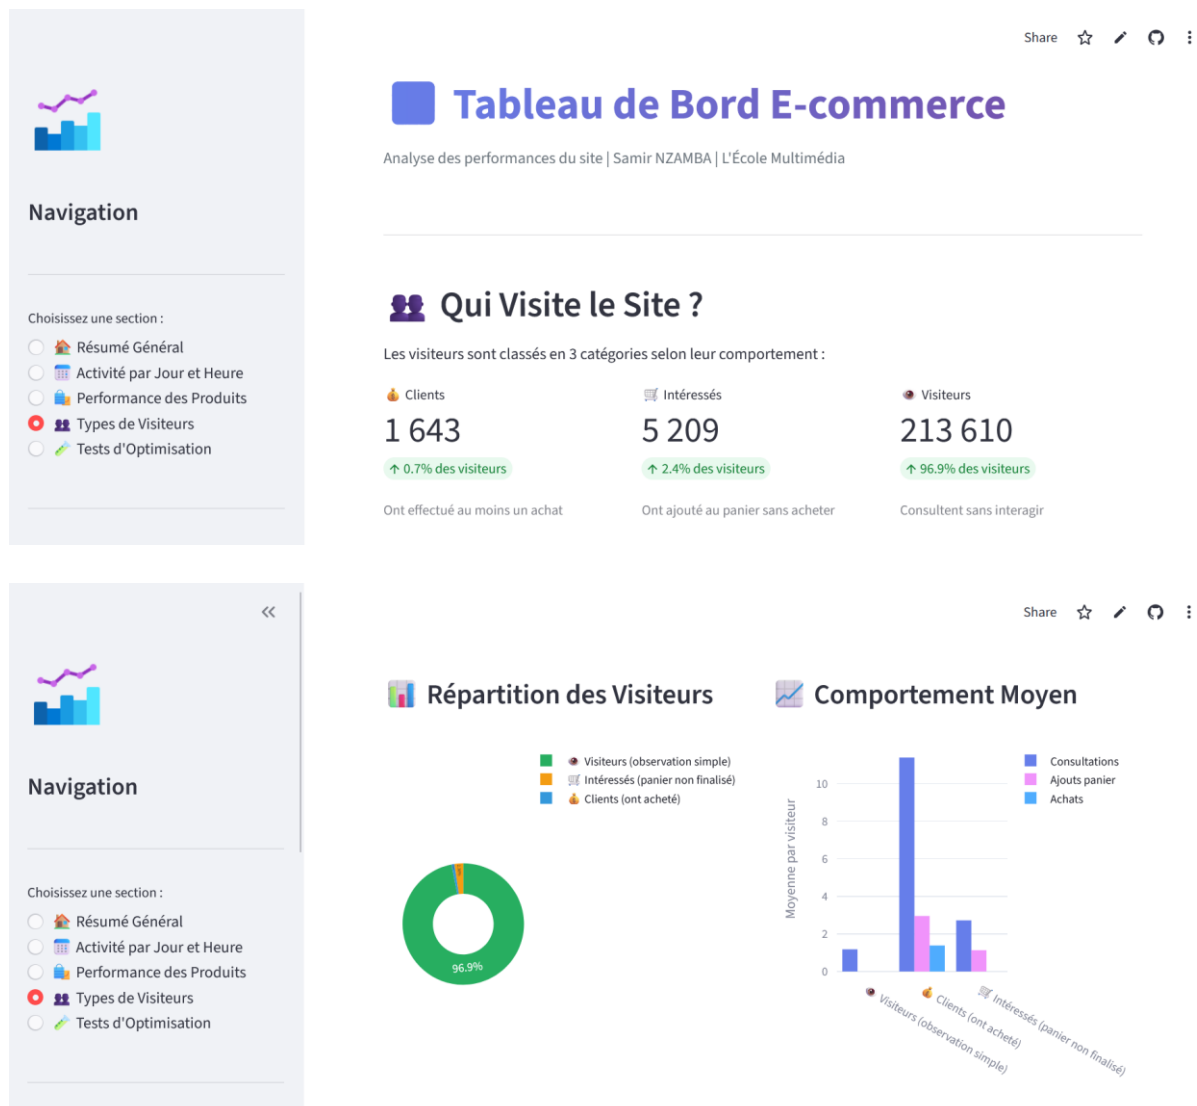 Share
Tableau de Bord E-commerce
Analyse des performances du site | Samir NZAMBA | L'École Multimédia
Navigation
Choisissez une section :
Résumé Général
Activité par Jour et Heure
Performance des Produits
Types de Visiteurs
Tests d'Optimisation
Qui Visite le Site ?
Les visiteurs sont classés en 3 catégories selon leur comportement :
Clients
1 643
↑ 0.7% des visiteurs
Ont effectué au moins un achat
Intéressés
5 209
↑ 2.4% des visiteurs
Ont ajouté au panier sans acheter
Visiteurs
213 610
↑ 96.9% des visiteurs
Consultent sans interagir
Share
Navigation
Choisissez une section :
Résumé Général
Activité par Jour et Heure
Performance des Produits
Types de Visiteurs
Tests d'Optimisation
Répartition des Visiteurs
Visiteurs (observation simple)
Intéressés (panier non finalisé)
Clients (ont acheté)
96.9%
Comportement Moyen
Consultations
Ajouts panier
Achats
Moyenne par visiteur
10
8
6
4
2
0
Visiteurs (observation simple)
Clients (ont acheté)
Intéressés (panier non finalisé)